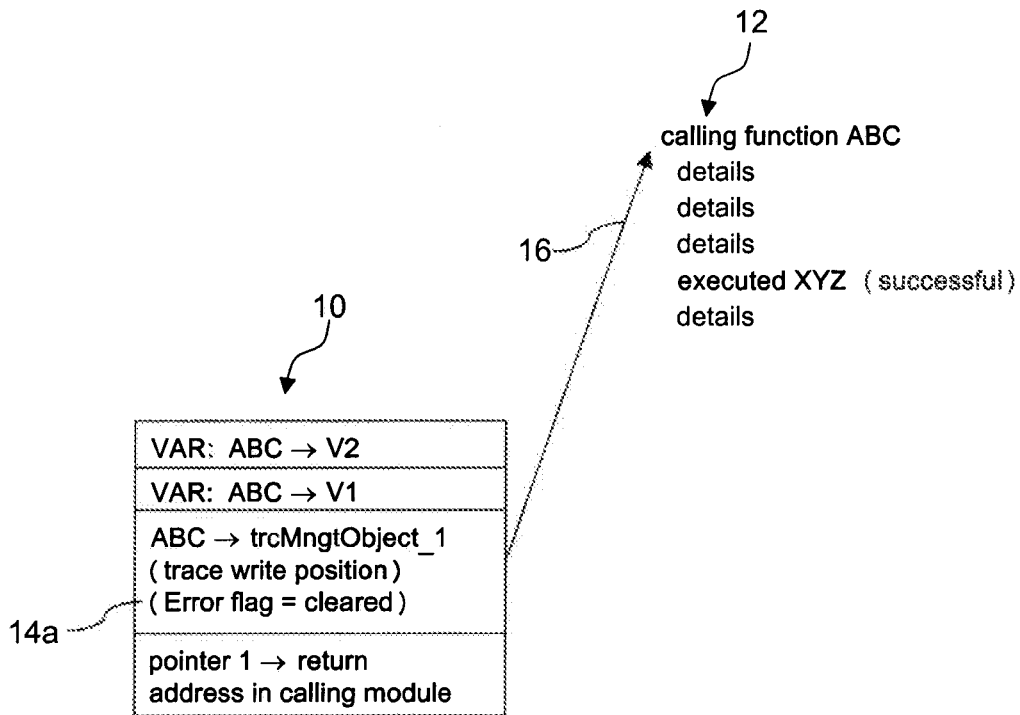 12
calling function ABC
details
details
details
16
executed XYZ ( successful)
details
10
VAR: ABC → V2
VAR: ABC → V1
ABC → trcMngtObject_1
( trace write position)
( Error flag = cleared )
14a
pointer 1 → return
address in calling module